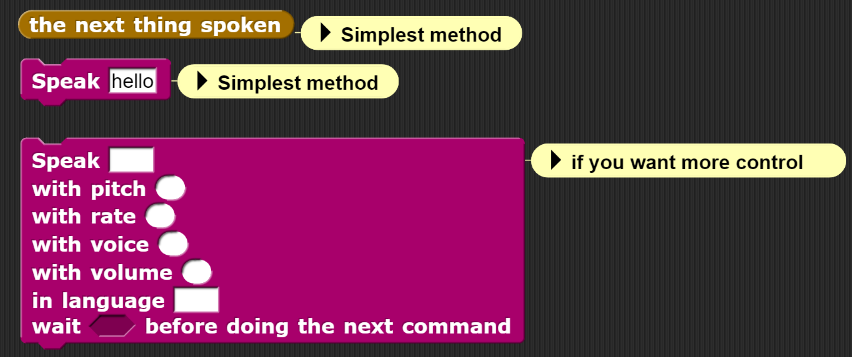 the next thing spoken
Simplest method
Speak hello
Simplest method
Speak
if you want more control
with pitch
with rate
with voice
with volume
in language
wait before doing the next command